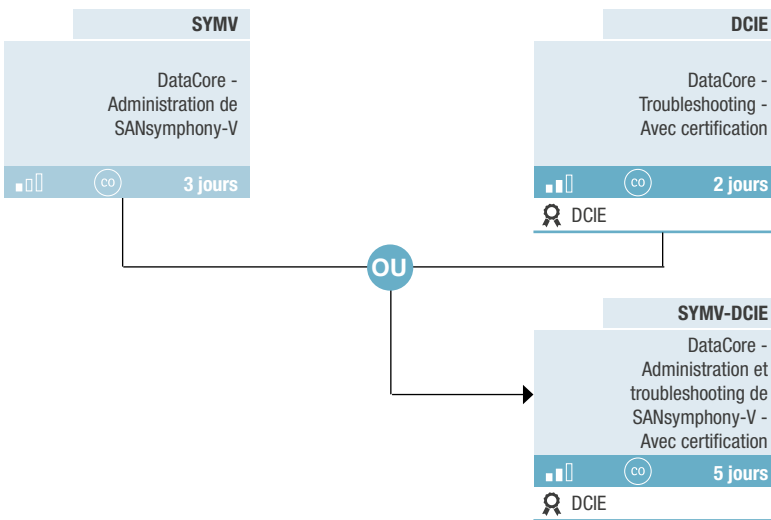 SYMV
DataCore -
Administration de
SANsymphony-V
co
3 jours
DCIE
DataCore -
Troubleshooting -
Avec certification
co
2 jours
DCIE
OU
SYMV-DCIE
DataCore -
Administration et
troubleshooting de
SANsymphony-V -
Avec certification
co
5 jours
DCIE